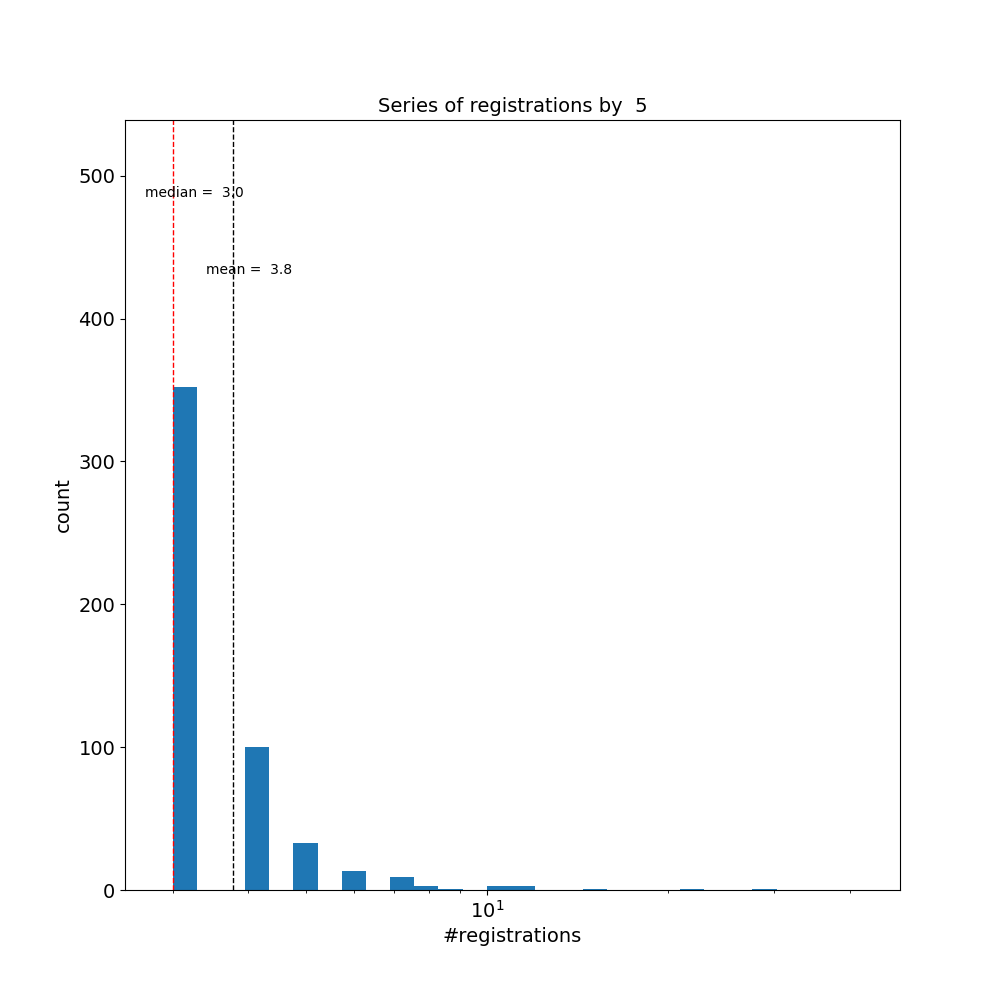 Series of registrations by  5
500
median =  3.0
mean =  3.8
400
300
count
200
100
0
10¹
#registrations